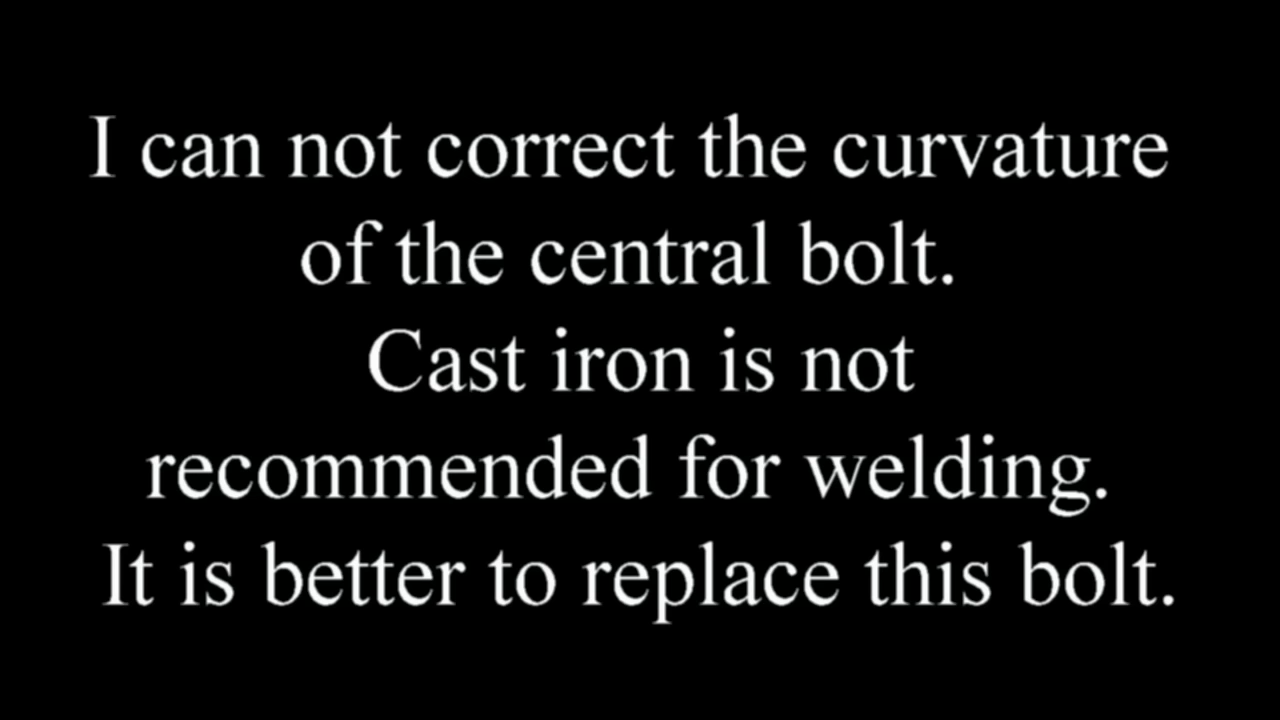 I can not correct the curvature
of the central bolt.
Cast iron is not
recommended for welding.
It is better to replace this bolt.